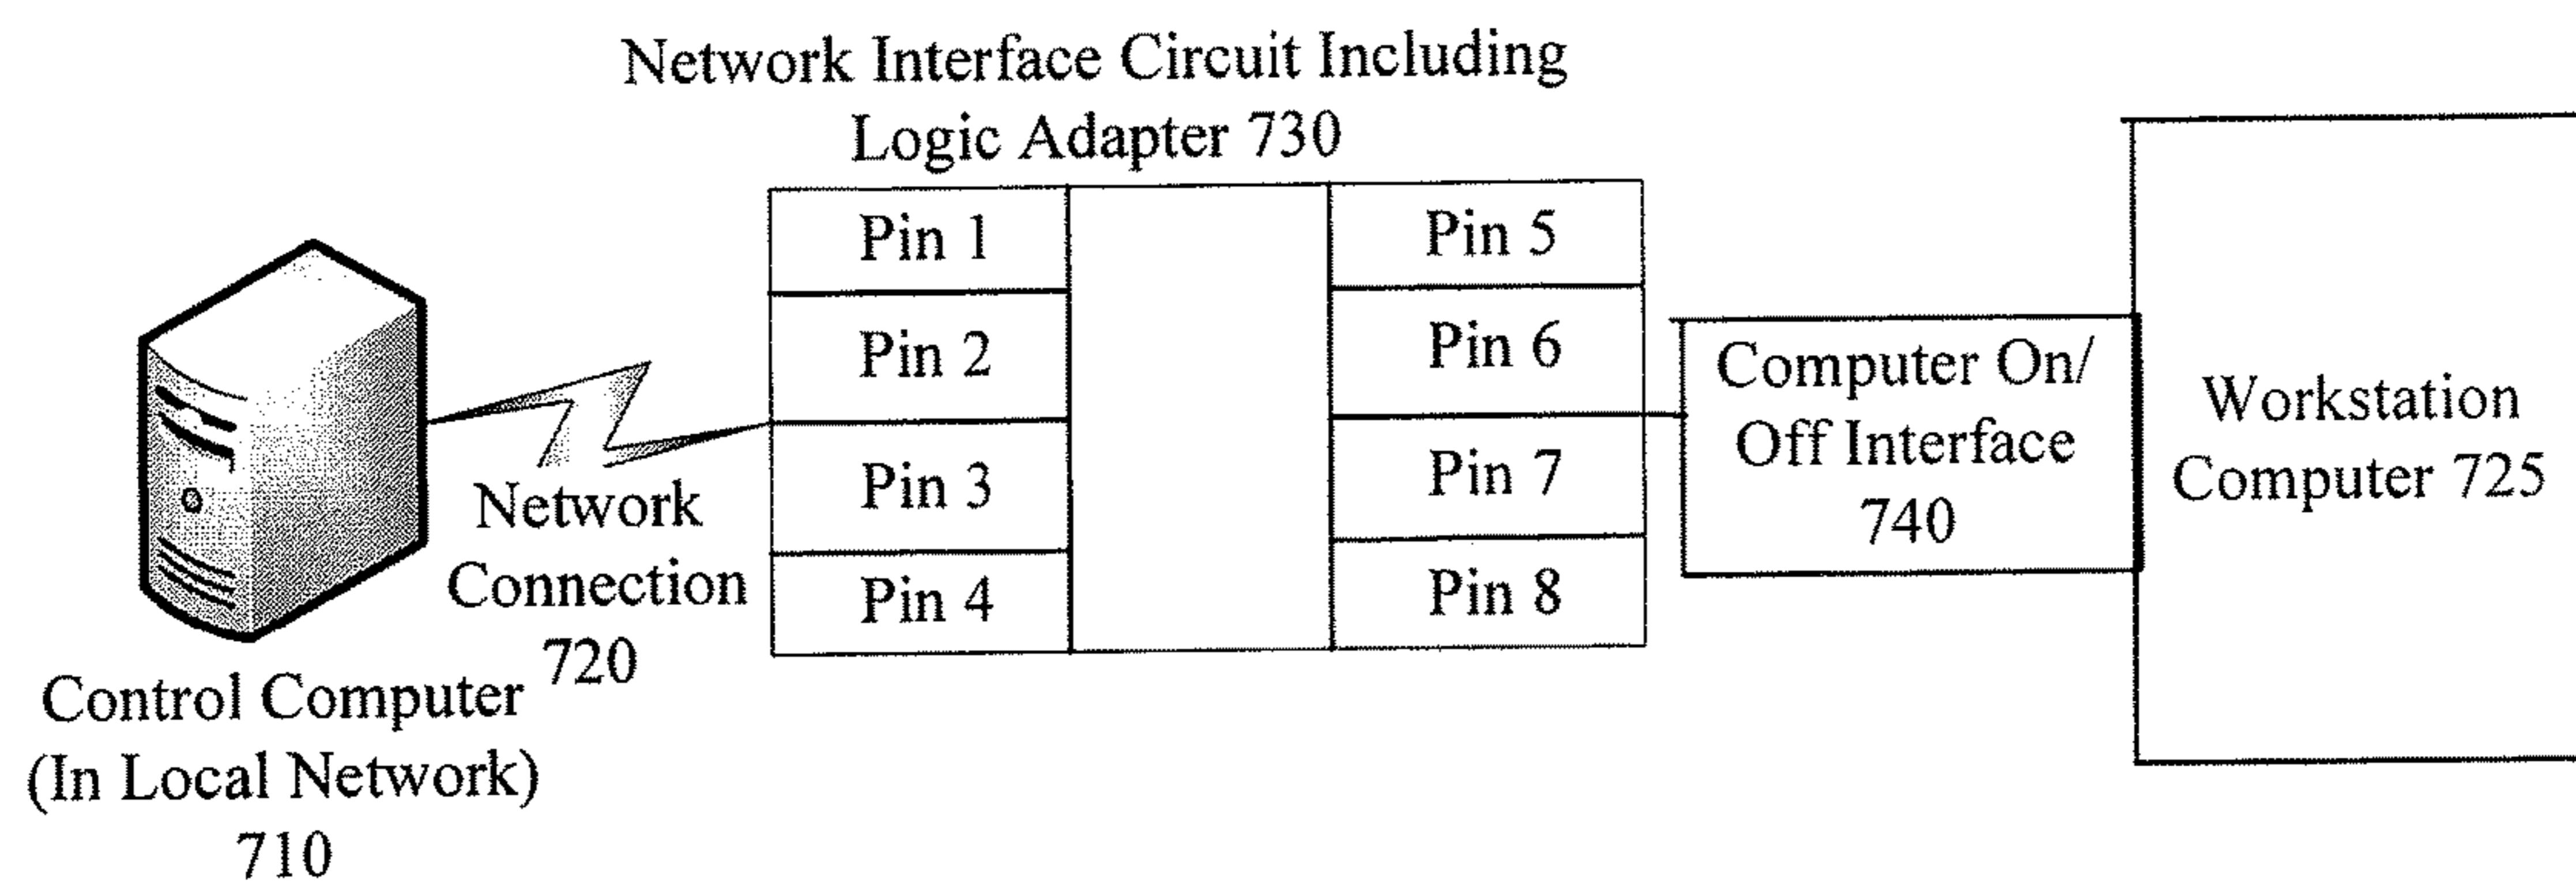 Network Interface Circuit Including
Logic Adapter 730
Pin 1
Pin 2
Pin 3
Pin 4
Pin 5
Pin 6
Pin 7
Pin 8
Computer On/
Off Interface
740
Workstation
Computer 725
Network
Connection
720
Control Computer
(In Local Network)
710